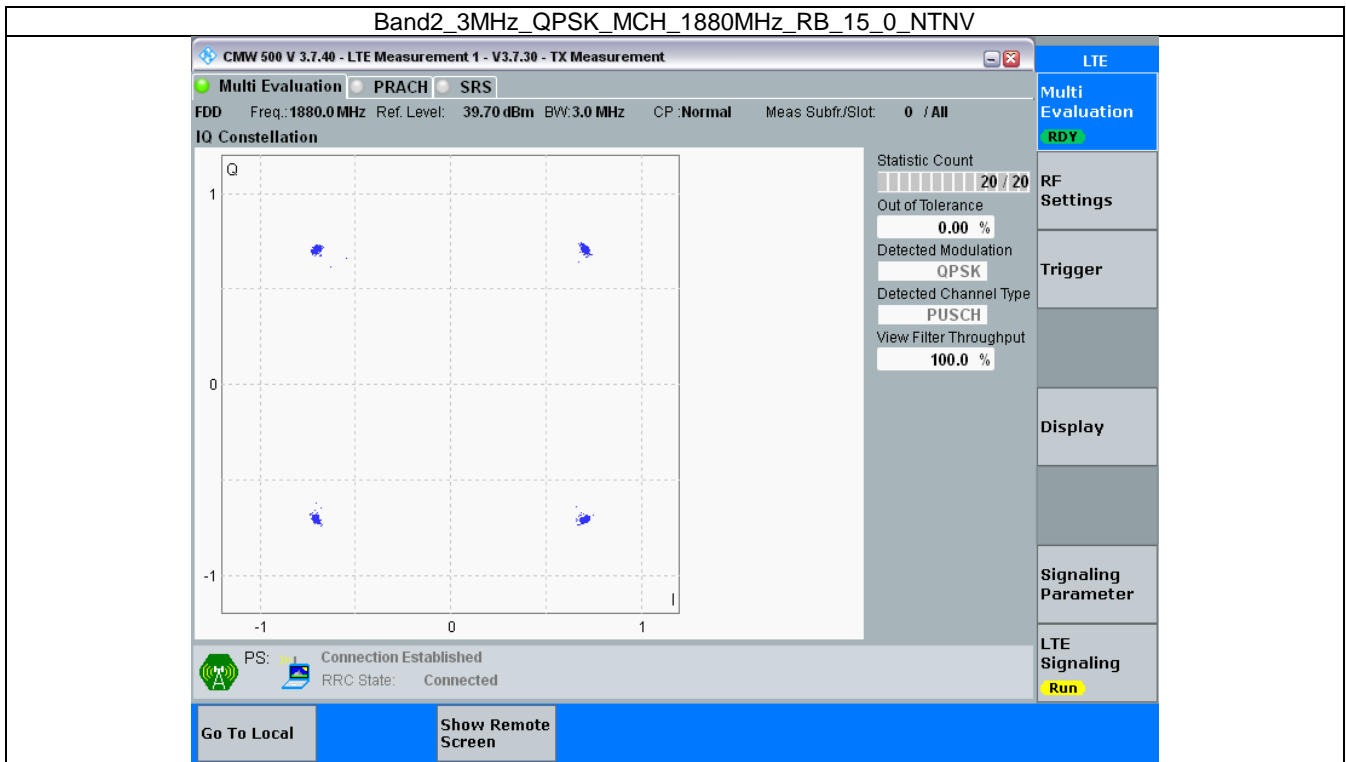 Band2_3MHz_QPSK_MCH_1880MHz_RB_15_0_NTNV
CMW 500 V 3.7.40 - LTE Measurement 1 - V3.7.30 - TX Measurement
LTE
Multi Evaluation PRACH SRS
Multi
Evaluation
RDY
FDD Freq.: 1880.0 MHz Ref. Level: 39.70 dBm BW: 3.0 MHz CP : Normal Meas Subfr./Slot: 0 / All
IQ Constellation
Q
1
0
-1
I
-1 0 1
Statistic Count
20 / 20
Out of Tolerance
0.00 %
Detected Modulation
QPSK
Detected Channel Type
PUSCH
View Filter Throughput
100.0 %
RF
Settings
Trigger
Display
Signaling
Parameter
LTE
Signaling
Run
PS: Connection Established
RRC State: Connected
Go To Local
Show Remote
Screen